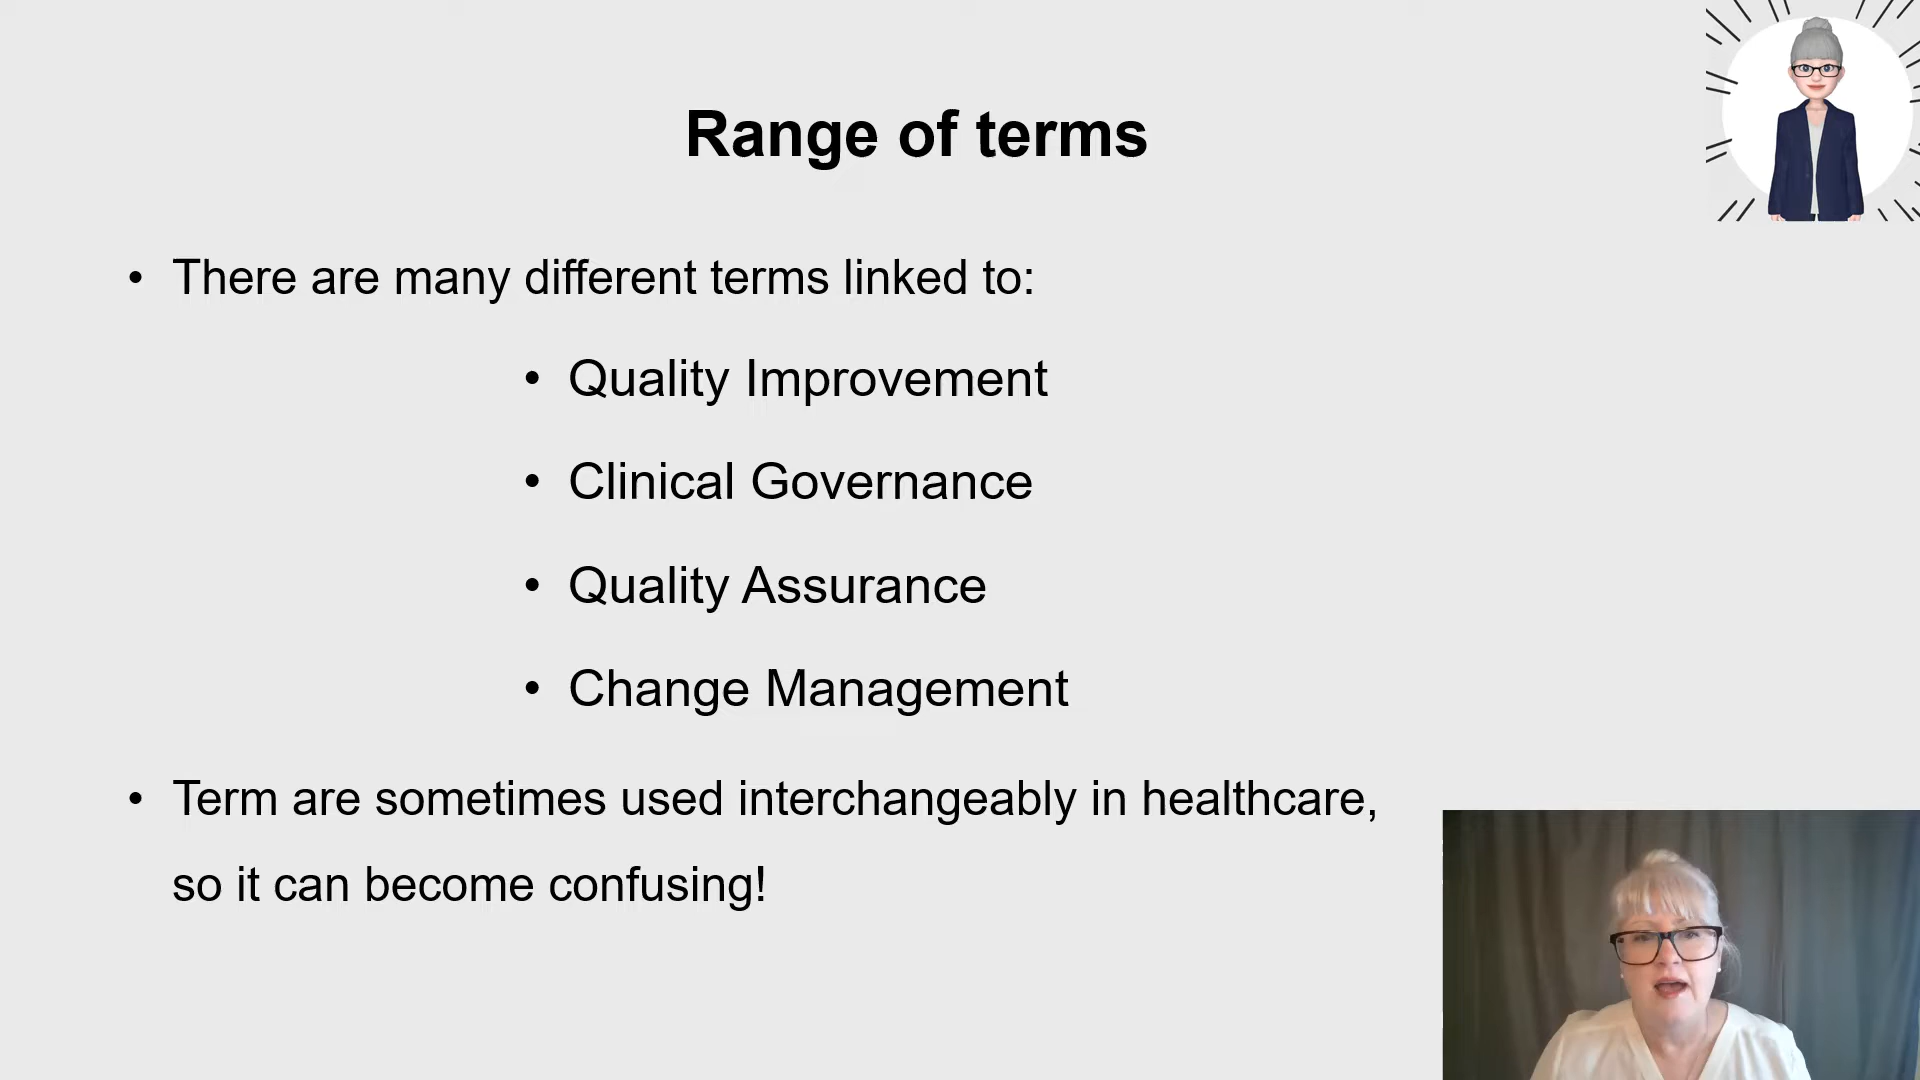 Range of terms
• There are many different terms linked to:
• Quality Improvement
• Clinical Governance
• Quality Assurance
• Change Management
• Term are sometimes used interchangeably in healthcare,
so it can become confusing!